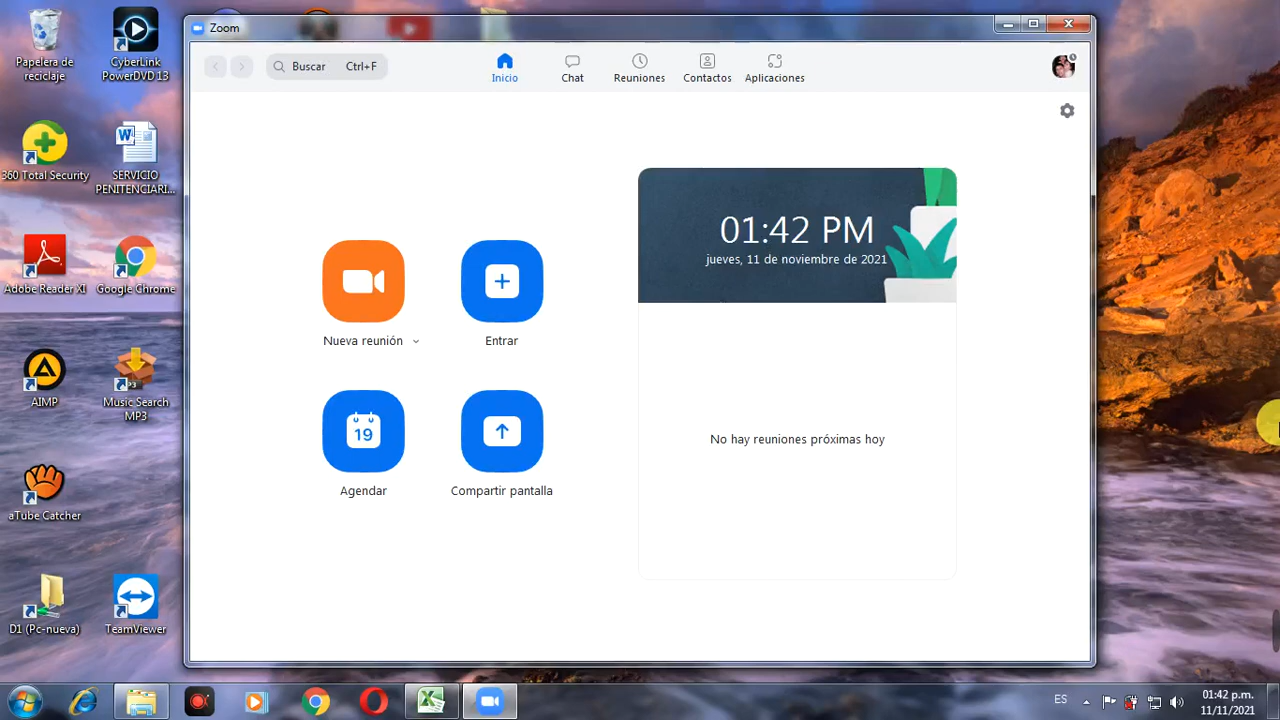 Papelera de
reciclaje
CyberLink
PowerDVD 13
360 Total Security
SERVICIO
PENITENCIARI...
Adobe Reader XI
Google Chrome
AIMP
Music Search
MP3
aTube Catcher
D1 (Pc-nueva)
TeamViewer
Zoom
Buscar Ctrl+F
Inicio
Chat
Reuniones
Contactos
Aplicaciones
Nueva reunión
Entrar
19
Agendar
Compartir pantalla
01:42 PM
jueves, 11 de noviembre de 2021
No hay reuniones próximas hoy
ES
01:42 p.m.
11/11/2021